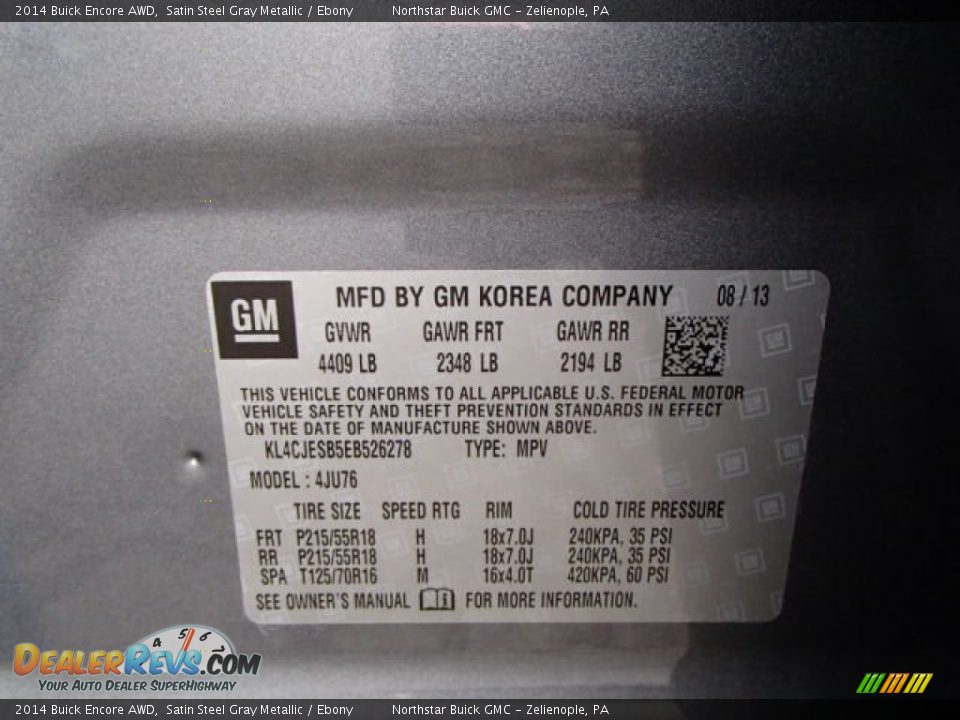 2014 Buick Encore AWD, Satin Steel Gray Metallic / Ebony Northstar Buick GMC - Zelienople, PA
GM MFD BY GM KOREA COMPANY 08 / 13
GVWR GAWR FRT GAWR RR
4409 LB 2348 LB 2194 LB
THIS VEHICLE CONFORMS TO ALL APPLICABLE U.S. FEDERAL MOTOR
VEHICLE SAFETY AND THEFT PREVENTION STANDARDS IN EFFECT
ON THE DATE OF MANUFACTURE SHOWN ABOVE.
KL4CJESB5EB526278 TYPE: MPV
MODEL : 4JU76
TIRE SIZE SPEED RTG RIM COLD TIRE PRESSURE
FRT P215/55R18 H 18x7.0J 240KPA, 35 PSI
RR P215/55R18 H 18x7.0J 240KPA, 35 PSI
SPA T125/70R16 M 16x4.0T 420KPA, 60 PSI
SEE OWNER'S MANUAL FOR MORE INFORMATION.
4 5 6
DEALERREVS.COM
YOUR AUTO DEALER SUPERHIGHWAY
2014 Buick Encore AWD, Satin Steel Gray Metallic / Ebony Northstar Buick GMC - Zelienople, PA